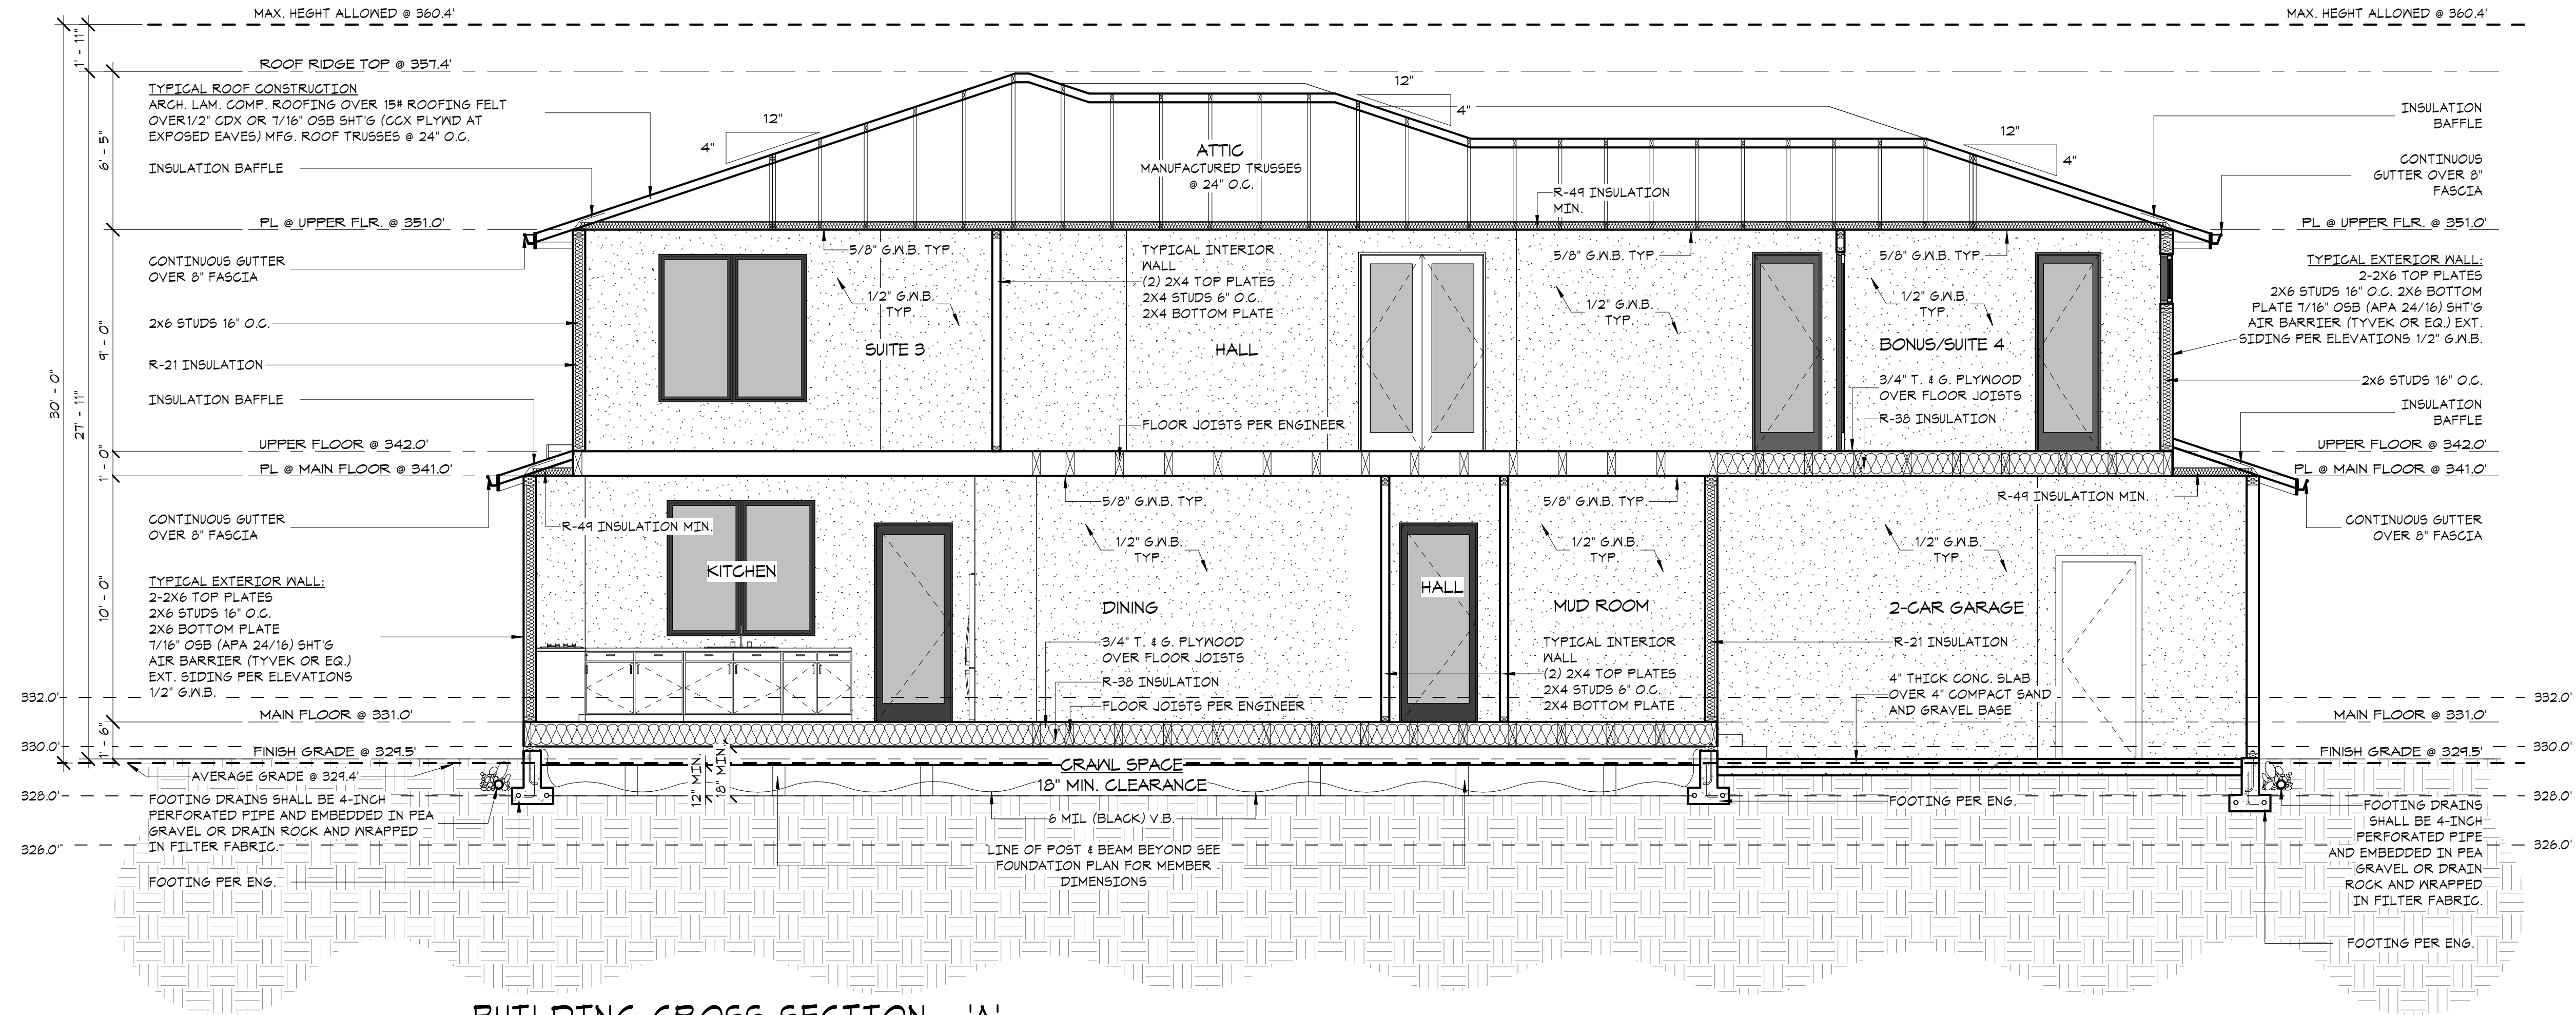 MAX. HEGHT ALLOWED @ 360.4'
MAX. HEGHT ALLOWED @ 360.4'
1' - 11"
ROOF RIDGE TOP @ 357.4'
TYPICAL ROOF CONSTRUCTION
ARCH. LAM. COMP. ROOFING OVER 15# ROOFING FELT
OVER1/2" CDX OR 7/16" OSB SHT'G (CCX PLYWD AT
EXPOSED EAVES) MFG. ROOF TRUSSES @ 24" O.C.
12"
4"
12"
4"
12"
4"
INSULATION
BAFFLE
6' - 5"
INSULATION BAFFLE
ATTIC
MANUFACTURED TRUSSES
@ 24" O.C.
R-49 INSULATION
MIN.
CONTINUOUS
GUTTER OVER 8"
FASCIA
PL @ UPPER FLR. @ 351.0'
PL @ UPPER FLR. @ 351.0'
CONTINUOUS GUTTER
OVER 8" FASCIA
5/8" G.W.B. TYP.
1/2" G.W.B.
TYP.
SUITE 3
TYPICAL INTERIOR
WALL
(2) 2X4 TOP PLATES
2X4 STUDS 6" O.C.
2X4 BOTTOM PLATE
HALL
5/8" G.W.B. TYP.
1/2" G.W.B.
TYP.
5/8" G.W.B. TYP.
1/2" G.W.B.
TYP.
BONUS/SUITE 4
TYPICAL EXTERIOR WALL:
2-2X6 TOP PLATES
2X6 STUDS 16" O.C. 2X6 BOTTOM
PLATE 7/16" OSB (APA 24/16) SHT'G
AIR BARRIER (TYVEK OR EQ.) EXT.
SIDING PER ELEVATIONS 1/2" G.W.B.
2x6 STUDS 16" O.C.
9' - 0"
R-21 INSULATION
30' - 0"
27' - 11"
INSULATION BAFFLE
3/4" T. & G. PLYWOOD
OVER FLOOR JOISTS
R-38 INSULATION
2x6 STUDS 16" O.C.
INSULATION
BAFFLE
FLOOR JOISTS PER ENGINEER
UPPER FLOOR @ 342.0'
UPPER FLOOR @ 342.0'
1' - 0"
PL @ MAIN FLOOR @ 341.0'
PL @ MAIN FLOOR @ 341.0'
CONTINUOUS GUTTER
OVER 8" FASCIA
R-49 INSULATION MIN.
5/8" G.W.B. TYP.
1/2" G.W.B.
TYP.
5/8" G.W.B. TYP.
1/2" G.W.B.
TYP.
1/2" G.W.B.
TYP.
R-49 INSULATION MIN.
CONTINUOUS GUTTER
OVER 8" FASCIA
KITCHEN
HALL
DINING
MUD ROOM
2-CAR GARAGE
10' - 0"
TYPICAL EXTERIOR WALL:
2-2X6 TOP PLATES
2X6 STUDS 16" O.C.
2X6 BOTTOM PLATE
7/16" OSB (APA 24/16) SHT'G
AIR BARRIER (TYVEK OR EQ.)
EXT. SIDING PER ELEVATIONS
1/2" G.W.B.
3/4" T. & G. PLYWOOD
OVER FLOOR JOISTS
R-38 INSULATION
FLOOR JOISTS PER ENGINEER
TYPICAL INTERIOR
WALL
(2) 2X4 TOP PLATES
2X4 STUDS 6" O.C.
2X4 BOTTOM PLATE
R-21 INSULATION
4" THICK CONC. SLAB
OVER 4" COMPACT SAND
AND GRAVEL BASE
332.0'
332.0'
MAIN FLOOR @ 331.0'
MAIN FLOOR @ 331.0'
1' - 6"
330.0'
330.0'
FINISH GRADE @ 329.5'
FINISH GRADE @ 329.5'
AVERAGE GRADE @ 329.4'
12" MIN.
18" MIN.
CRAWL SPACE
18" MIN. CLEARANCE
328.0'
328.0'
FOOTING DRAINS SHALL BE 4-INCH
PERFORATED PIPE AND EMBEDDED IN PEA
GRAVEL OR DRAIN ROCK AND WRAPPED
IN FILTER FABRIC.
6 MIL (BLACK) V.B.
LINE OF POST & BEAM BEYOND SEE
FOUNDATION PLAN FOR MEMBER
DIMENSIONS
FOOTING PER ENG.
FOOTING DRAINS
SHALL BE 4-INCH
PERFORATED PIPE
AND EMBEDDED IN PEA
GRAVEL OR DRAIN
ROCK AND WRAPPED
IN FILTER FABRIC.
326.0'
326.0'
FOOTING PER ENG.
FOOTING PER ENG.
BUILDING CROSS SECTION - 'A'